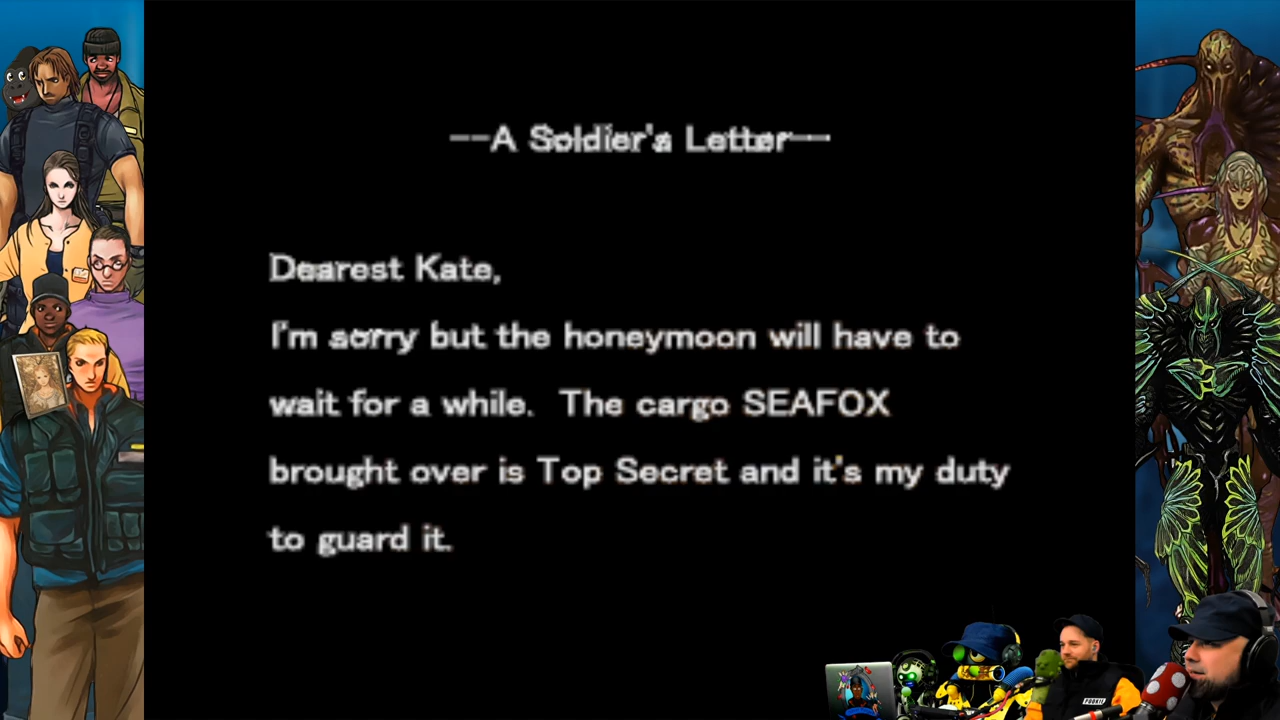 --A Soldier's Letter--
Dearest Kate,
I'm sorry but the honeymoon will have to
wait for a while. The cargo SEAFOX
brought over is Top Secret and it's my duty
to guard it.
POOKIE